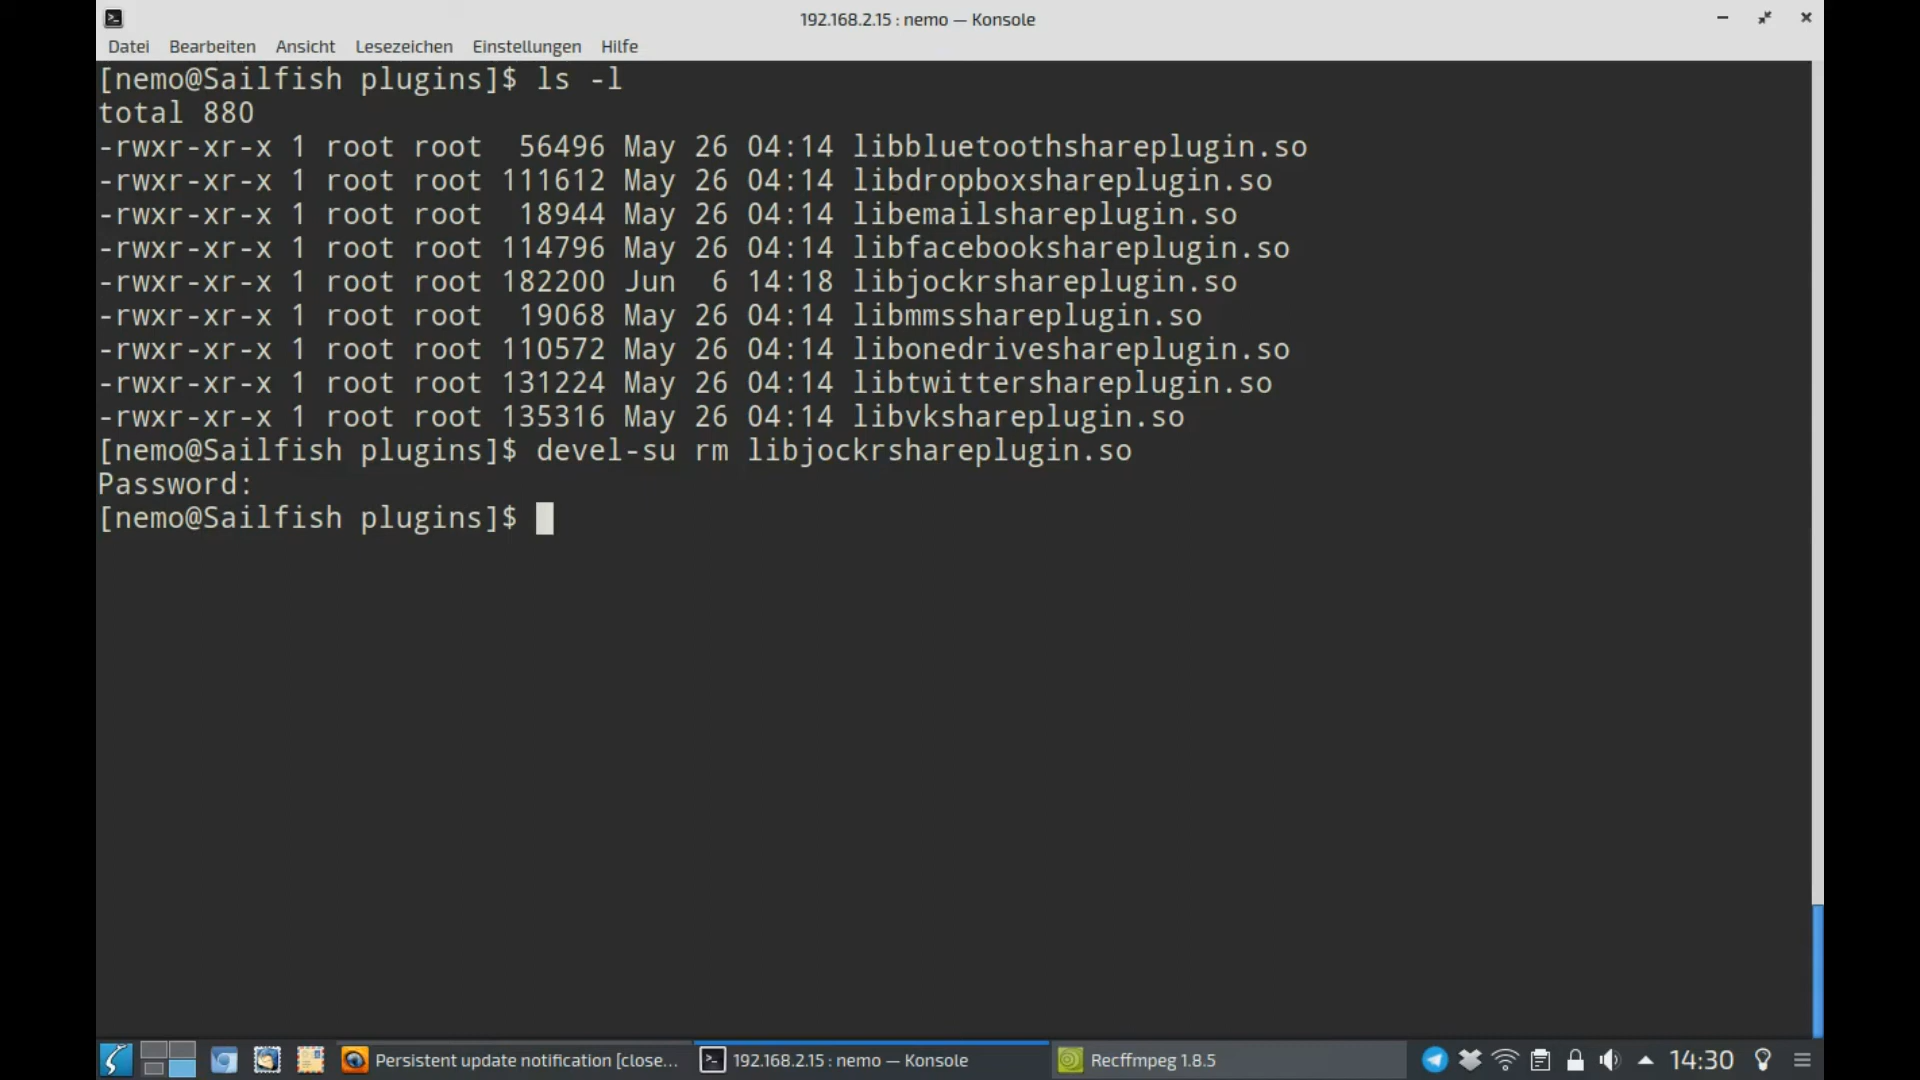 192.168.2.15 : nemo — Konsole
Datei Bearbeiten Ansicht Lesezeichen Einstellungen Hilfe
[nemo@Sailfish plugins]$ ls -l
total 880
-rwxr-xr-x 1 root root  56496 May 26 04:14 libbluetoothshareplugin.so
-rwxr-xr-x 1 root root 111612 May 26 04:14 libdropboxshareplugin.so
-rwxr-xr-x 1 root root  18944 May 26 04:14 libemailshareplugin.so
-rwxr-xr-x 1 root root 114796 May 26 04:14 libfacebookshareplugin.so
-rwxr-xr-x 1 root root 182200 Jun  6 14:18 libjockrshareplugin.so
-rwxr-xr-x 1 root root  19068 May 26 04:14 libmmsshareplugin.so
-rwxr-xr-x 1 root root 110572 May 26 04:14 libonedriveshareplugin.so
-rwxr-xr-x 1 root root 131224 May 26 04:14 libtwittershareplugin.so
-rwxr-xr-x 1 root root 135316 May 26 04:14 libvkshareplugin.so
[nemo@Sailfish plugins]$ devel-su rm libjockrshareplugin.so
Password:
[nemo@Sailfish plugins]$
Persistent update notification [close... 192.168.2.15 : nemo — Konsole Recffmpeg 1.8.5 14:30